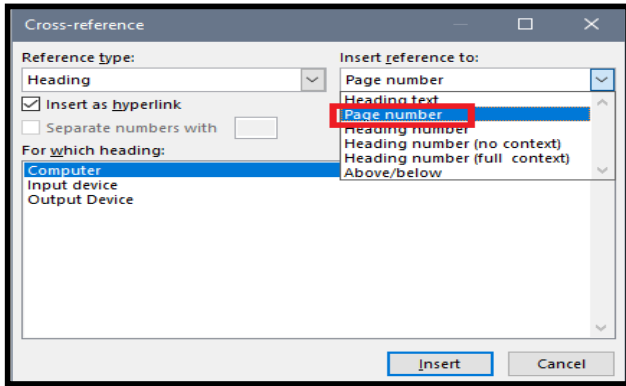 Cross-reference
Reference type:
Insert reference to:
Heading
Page number
Insert as hyperlink
Separate numbers with
For which heading:
Heading text
Page number
Heading number
Heading number (no context)
Heading number (full context)
Above/below
Computer
Input device
Output Device
Insert
Cancel